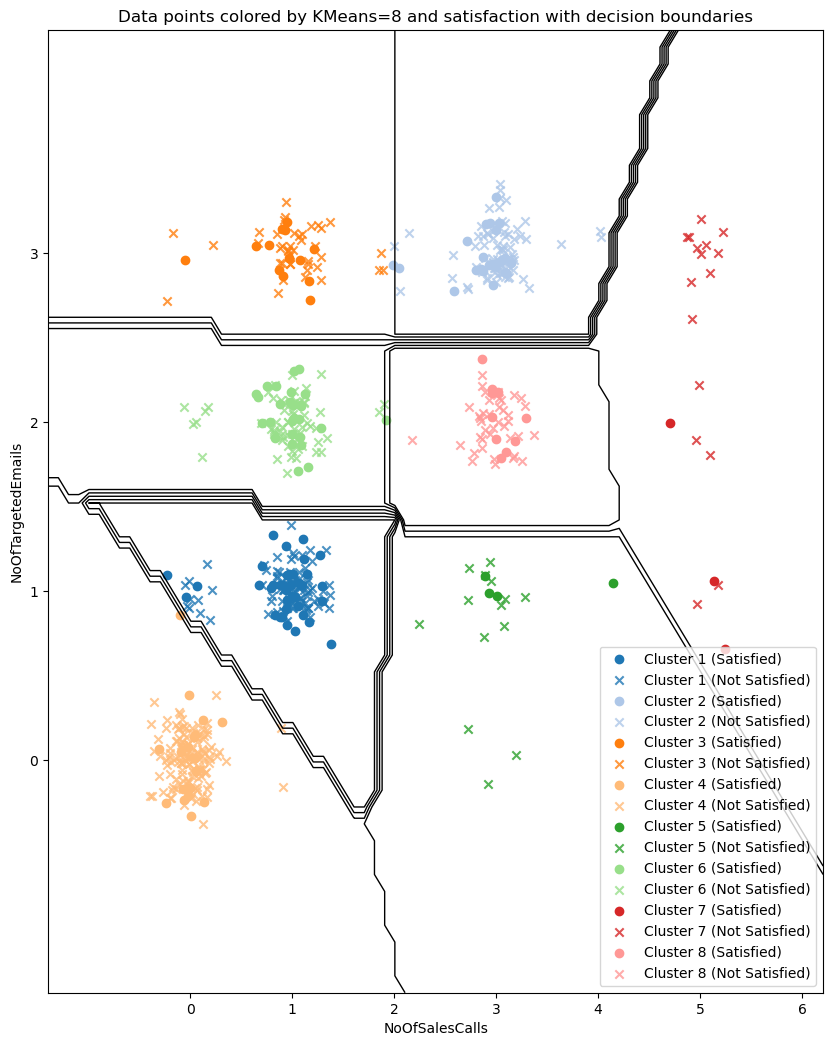 Data points colored by KMeans=8 and satisfaction with decision boundaries
NoOfTargetedEmails
3
2
1
0
Cluster 1 (Satisfied)
Cluster 1 (Not Satisfied)
Cluster 2 (Satisfied)
Cluster 2 (Not Satisfied)
Cluster 3 (Satisfied)
Cluster 3 (Not Satisfied)
Cluster 4 (Satisfied)
Cluster 4 (Not Satisfied)
Cluster 5 (Satisfied)
Cluster 5 (Not Satisfied)
Cluster 6 (Satisfied)
Cluster 6 (Not Satisfied)
Cluster 7 (Satisfied)
Cluster 7 (Not Satisfied)
Cluster 8 (Satisfied)
Cluster 8 (Not Satisfied)
0 1 2 3 4 5 6
NoOfSalesCalls